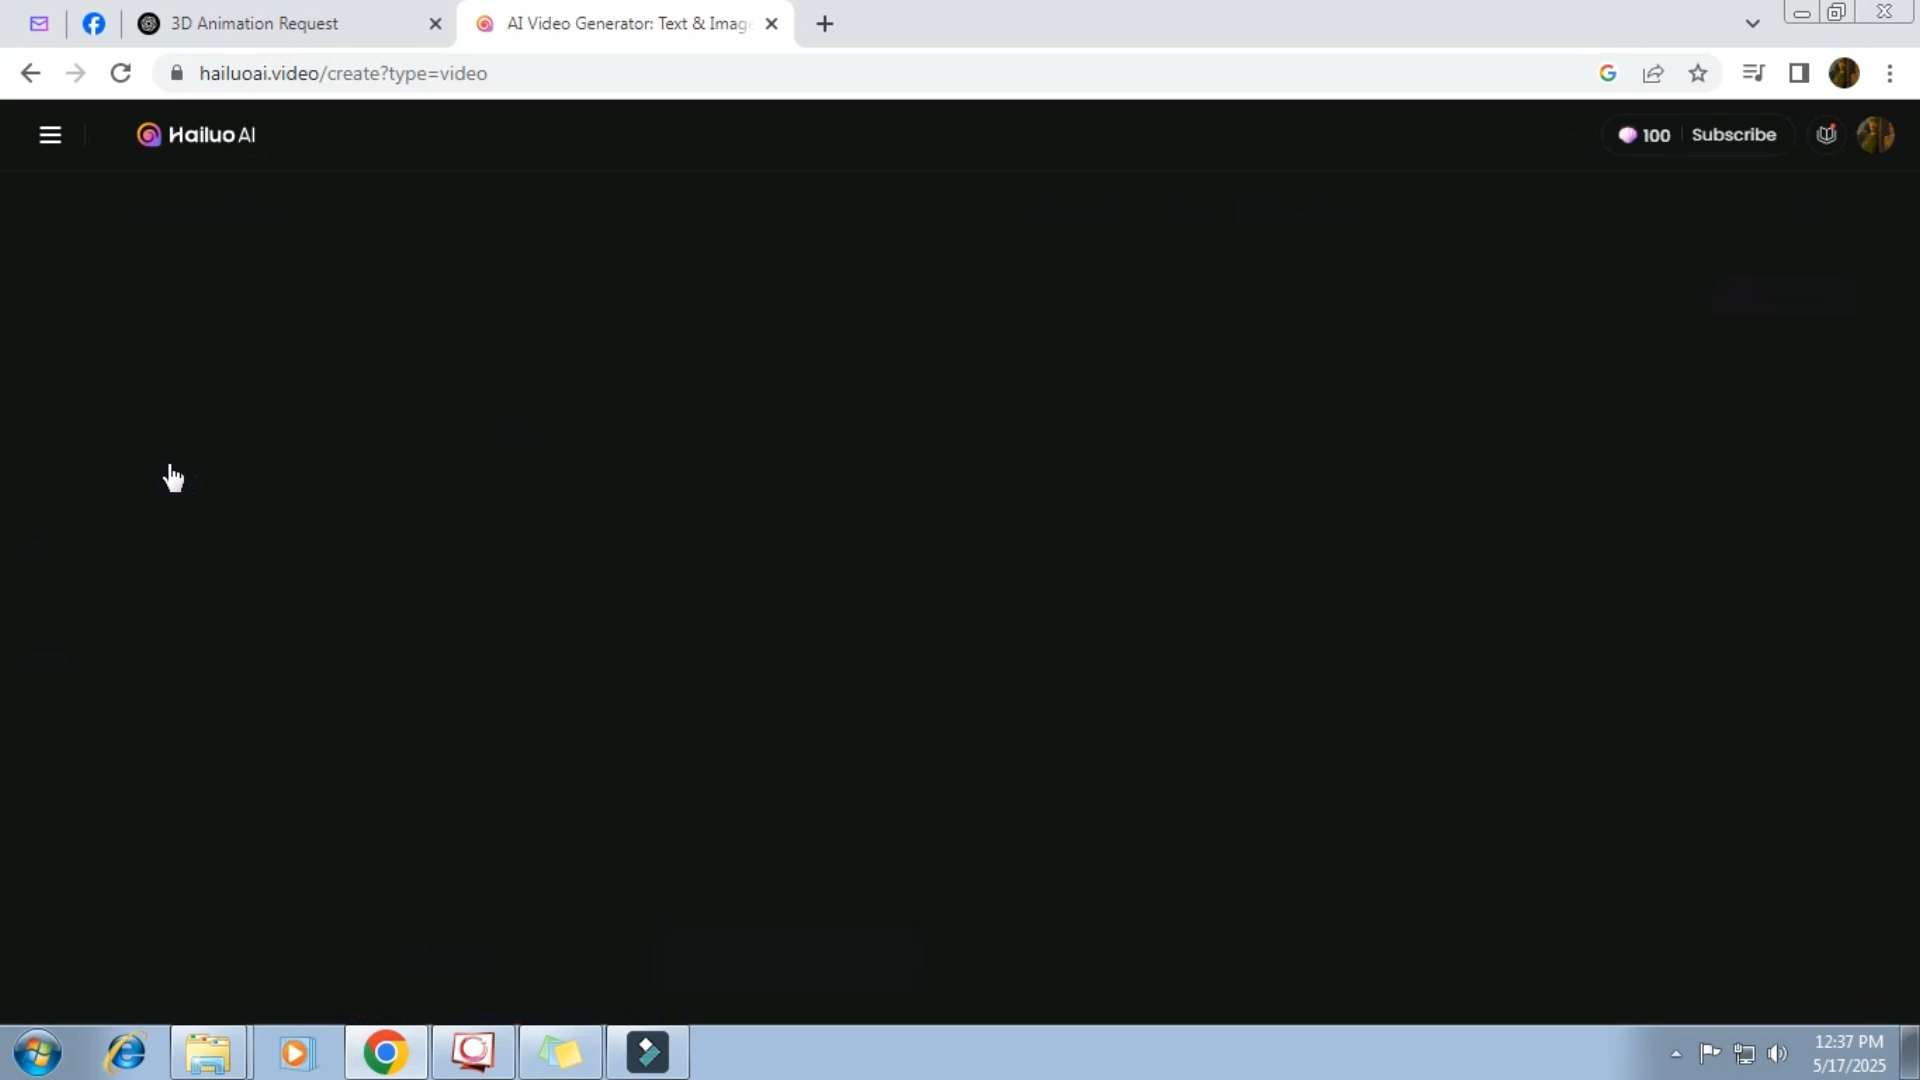 3D Animation Request
AI Video Generator: Text & Imag
hailuoai.video/create?type=video
Hailuo AI
100
Subscribe
12:37 PM
5/17/2025